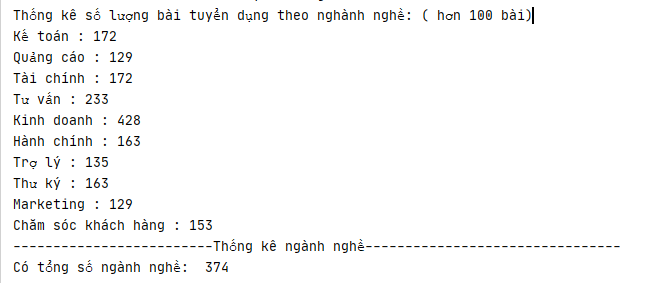 Thống kê số lượng bài tuyển dụng theo nghành nghề: ( hơn 100 bài)
Kế toán : 172
Quảng cáo : 129
Tài chính : 172
Tư vấn : 233
Kinh doanh : 428
Hành chính : 163
Trợ lý : 135
Thư ký : 163
Marketing : 129
Chăm sóc khách hàng : 153
-------------------------Thống kê ngành nghề--------------------------------
Có tổng số ngành nghề:  374